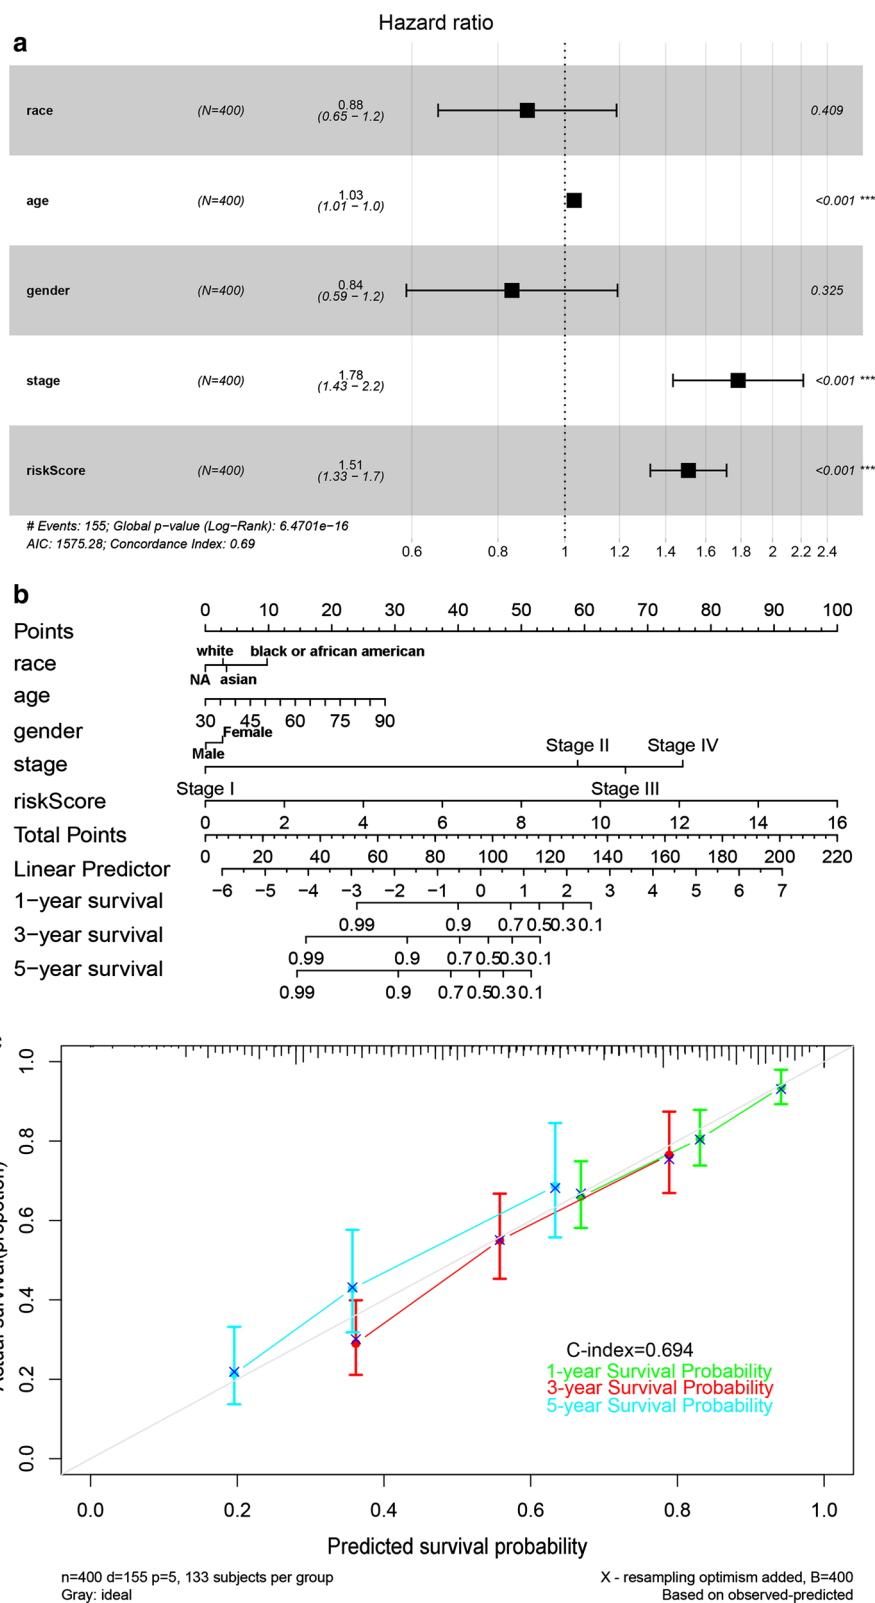 Hazard ratio
a
race (N=400) 0.88 (0.65 − 1.2) 0.409
age (N=400) 1.03 (1.01 − 1.0) <0.001 ***
gender (N=400) 0.84 (0.59 − 1.2) 0.325
stage (N=400) 1.78 (1.43 − 2.2) <0.001 ***
riskScore (N=400) 1.51 (1.33 − 1.7) <0.001 ***
# Events: 155; Global p−value (Log−Rank): 6.4701e−16
AIC: 1575.28; Concordance Index: 0.69
0.6 0.8 1 1.2 1.4 1.6 1.8 2 2.2 2.4
b
0 10 20 30 40 50 60 70 80 90 100
Points
white black or african american
race
NA asian
age
30 45 60 75 90
gender Female
Male
Stage II Stage IV
stage
Stage I Stage III
riskScore
0 2 4 6 8 10 12 14 16
Total Points
0 20 40 60 80 100 120 140 160 180 200 220
Linear Predictor
−6 −5 −4 −3 −2 −1 0 1 2 3 4 5 6 7
1−year survival
0.99 0.9 0.7 0.5 0.3 0.1
3−year survival
0.99 0.9 0.7 0.5 0.3 0.1
5−year survival
0.99 0.9 0.7 0.5 0.3 0.1
1.0
0.8
0.6
0.4
0.2
0.0
C-index=0.694
1-year Survival Probability
3-year Survival Probability
5-year Survival Probability
0.0 0.2 0.4 0.6 0.8 1.0
Predicted survival probability
n=400 d=155 p=5, 133 subjects per group
Gray: ideal
X - resampling optimism added, B=400
Based on observed-predicted